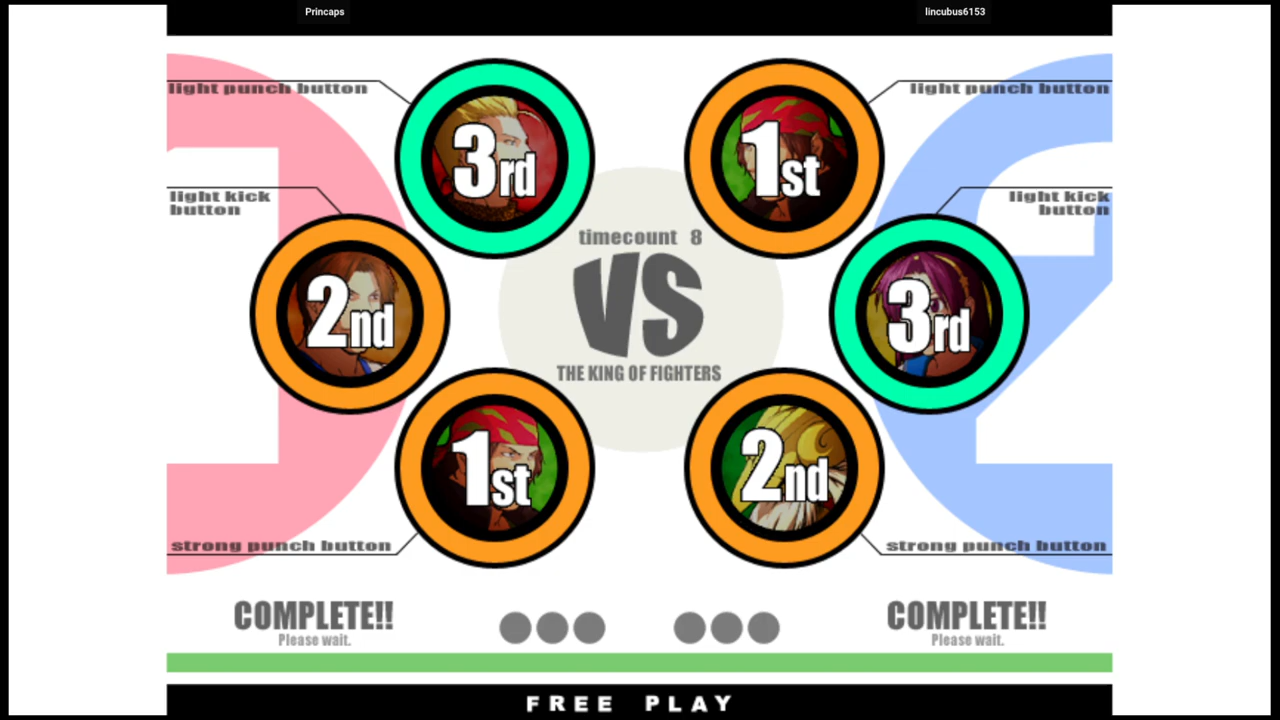 Princaps
lincubus6153
light punch button
light punch button
3rd
1st
light kick
button
light kick
button
timecount 8
VS
THE KING OF FIGHTERS
2nd
3rd
1st
2nd
strong punch button
strong punch button
COMPLETE!!
Please wait.
COMPLETE!!
Please wait.
FREE PLAY